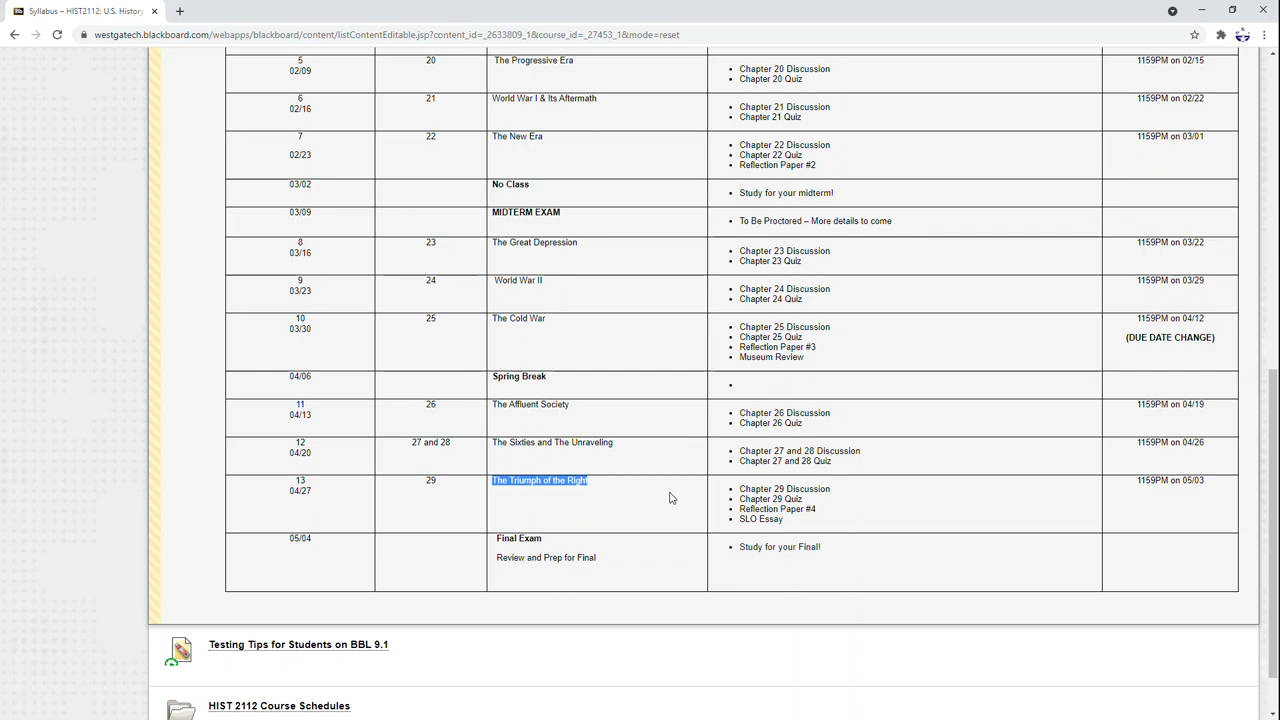 Syllabus – HIST2112: U.S. History
westgatech.blackboard.com/webapps/blackboard/content/listContentEditable.jsp?content_id=_2633809_1&course_id=_27453_1&mode=reset
5 20 The Progressive Era 1159PM on 02/15
02/09
• Chapter 20 Discussion
• Chapter 20 Quiz
6 21 World War I & Its Aftermath 1159PM on 02/22
02/16
• Chapter 21 Discussion
• Chapter 21 Quiz
7 22 The New Era 1159PM on 03/01
02/23
• Chapter 22 Discussion
• Chapter 22 Quiz
• Reflection Paper #2
03/02 No Class
• Study for your midterm!
03/09 MIDTERM EXAM
• To Be Proctored – More details to come
8 23 The Great Depression 1159PM on 03/22
03/16
• Chapter 23 Discussion
• Chapter 23 Quiz
9 24 World War II 1159PM on 03/29
03/23
• Chapter 24 Discussion
• Chapter 24 Quiz
10 25 The Cold War 1159PM on 04/12
03/30
• Chapter 25 Discussion
• Chapter 25 Quiz (DUE DATE CHANGE)
• Reflection Paper #3
• Museum Review
04/06 Spring Break
•
11 26 The Affluent Society 1159PM on 04/19
04/13
• Chapter 26 Discussion
• Chapter 26 Quiz
12 27 and 28 The Sixties and The Unraveling 1159PM on 04/26
04/20
• Chapter 27 and 28 Discussion
• Chapter 27 and 28 Quiz
13 29 The Triumph of the Right 1159PM on 05/03
04/27
• Chapter 29 Discussion
• Chapter 29 Quiz
• Reflection Paper #4
• SLO Essay
05/04 Final Exam
• Study for your Final!
Review and Prep for Final
Testing Tips for Students on BBL 9.1
HIST 2112 Course Schedules